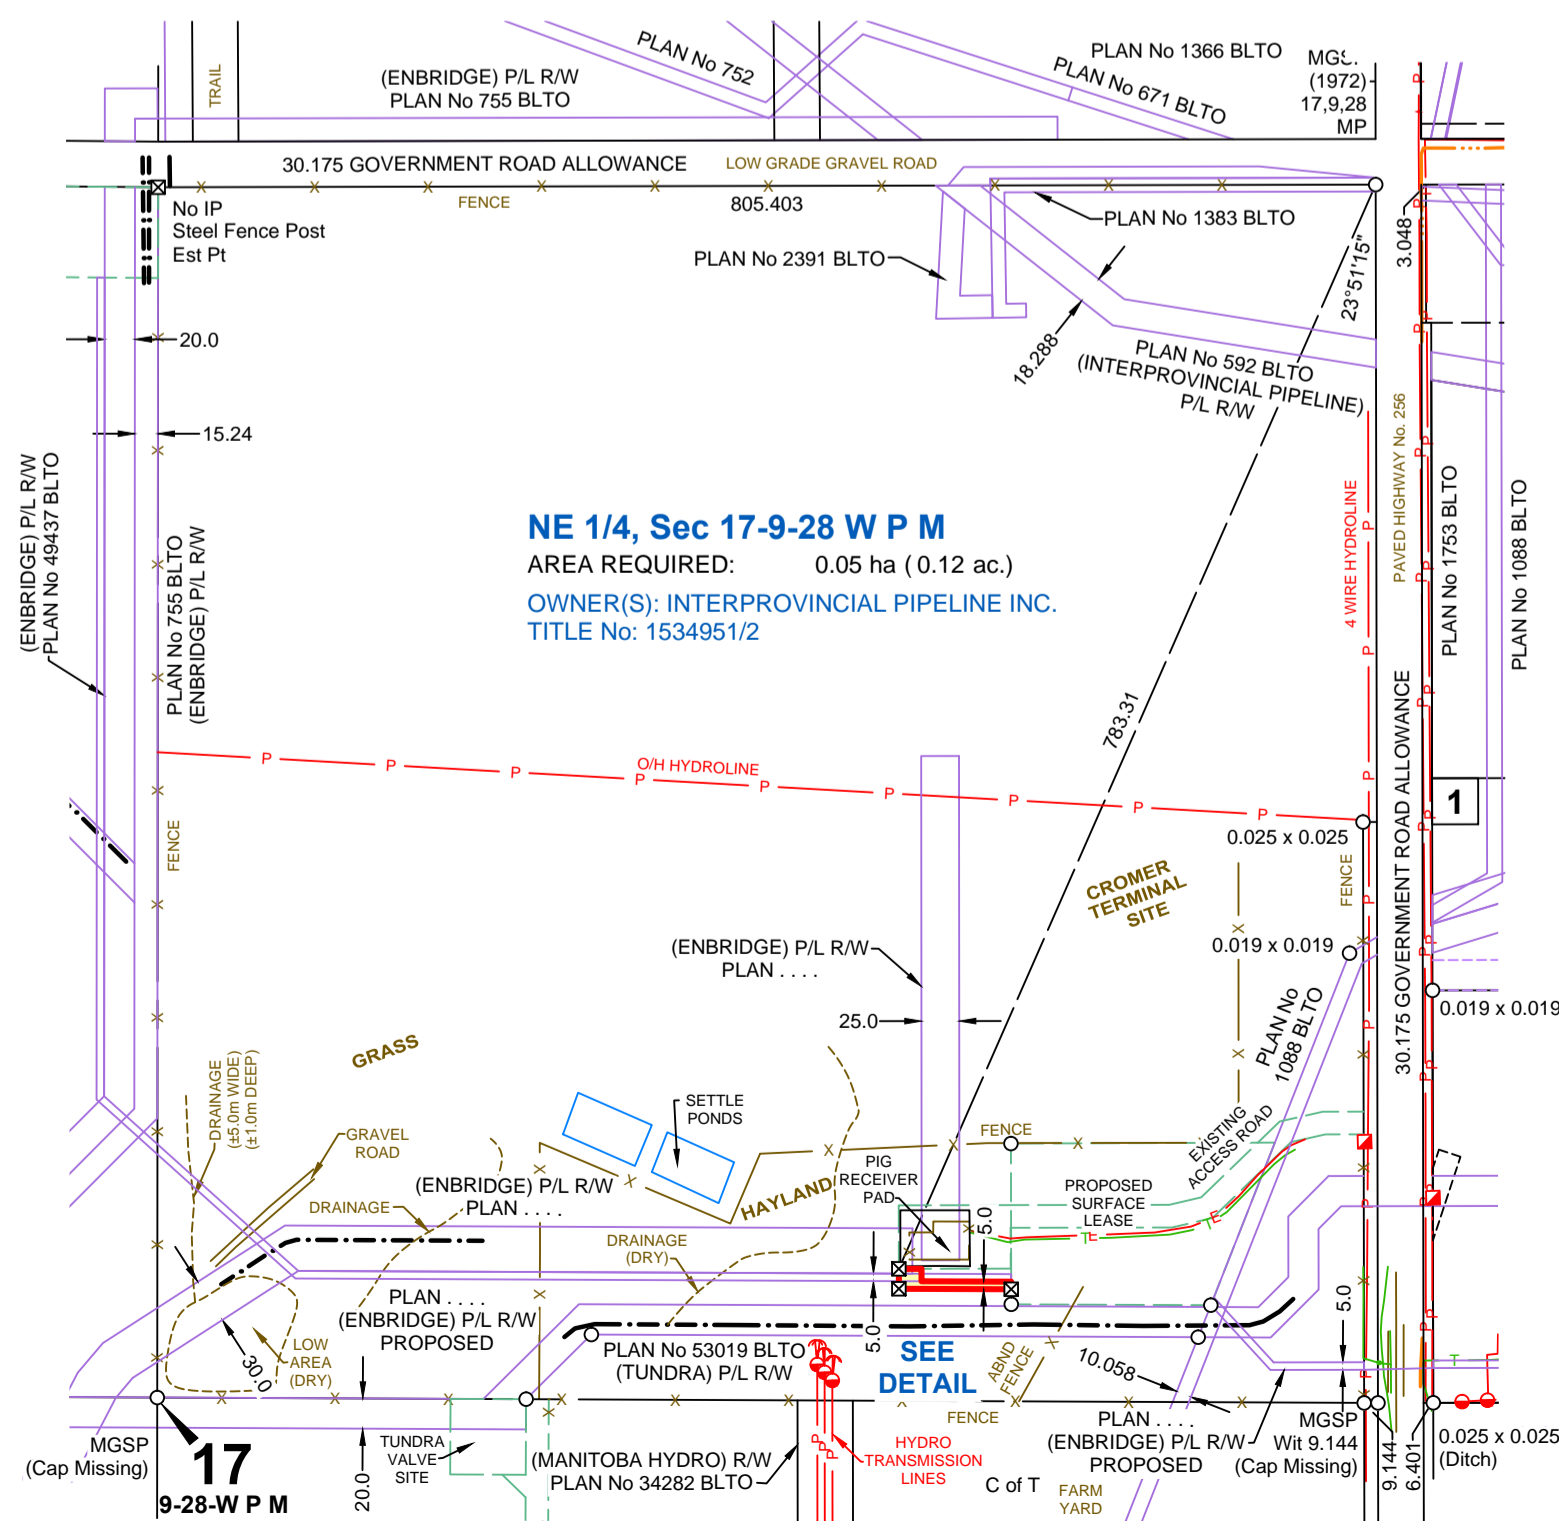 PLAN No 752
PLAN No 1366 BLTO
(ENBRIDGE) P/L R/W
PLAN No 755 BLTO
TRAIL
PLAN No 671 BLTO
(1972)
17,9,28
MP
30.175 GOVERNMENT ROAD ALLOWANCE
LOW GRADE GRAVEL ROAD
FENCE
805.403
No IP
Steel Fence Post
Est Pt
PLAN No 1383 BLTO
PLAN No 2391 BLTO
23°51'15"
3.048
18.288
PLAN No 592 BLTO
(INTERPROVINCIAL PIPELINE)
P/L R/W
20.0
15.24
(ENBRIDGE) P/L R/W
PLAN No 49437 BLTO
PLAN No 755 BLTO
(ENBRIDGE) P/L R/W
NE 1/4, Sec 17-9-28 W P M
AREA REQUIRED: 0.05 ha ( 0.12 ac.)
OWNER(S): INTERPROVINCIAL PIPELINE INC.
TITLE No: 1534951/2
4 WIRE HYDROLINE
PAVED HIGHWAY No. 256
PLAN No 1753 BLTO
PLAN No 1088 BLTO
783.31
30.175 GOVERNMENT ROAD ALLOWANCE
O/H HYDROLINE
P P P P P P P P P
1
0.025 x 0.025
FENCE
FENCE
CROMER
TERMINAL
SITE
(ENBRIDGE) P/L R/W
PLAN . . . .
0.019 x 0.019
0.019 x 0.019
25.0
PLAN No
1088 BLTO
GRASS
DRAINAGE
(±5.0m WIDE)
(±1.0m DEEP)
SETTLE
PONDS
GRAVEL
ROAD
FENCE
EXISTING
ACCESS ROAD
PIG
RECEIVER
PAD
PROPOSED
SURFACE
LEASE
(ENBRIDGE) P/L R/W
PLAN . . . .
HAYLAND
DRAINAGE
DRAINAGE
(DRY)
5.0
T E
T E
PLAN . . . .
(ENBRIDGE) P/L R/W
PROPOSED
5.0
5.0
LOW
AREA
(DRY)
30.0
PLAN No 53019 BLTO
(TUNDRA) P/L R/W
SEE
DETAIL
ABND
FENCE
10.058
T
FENCE
MGSP
(Cap Missing)
17
9-28-W P M
20.0
TUNDRA
VALVE
SITE
(MANITOBA HYDRO) R/W
PLAN No 34282 BLTO
HYDRO
TRANSMISSION
LINES
C of T
FARM
YARD
PLAN . . . .
(ENBRIDGE) P/L R/W
PROPOSED
MGSP
Wit 9.144
(Cap Missing)
9.144
6.401
0.025 x 0.025
(Ditch)